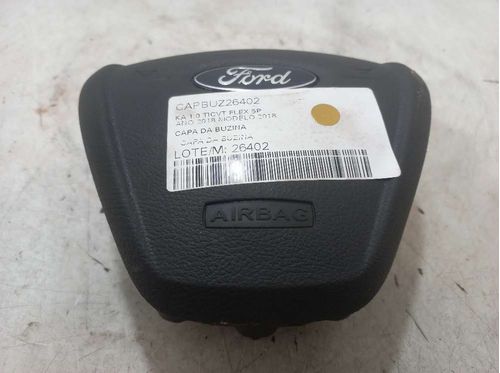 Ford
CAPBUZ26402
KA 1.0 TICVT FLEX 5P
ANO 2018 MODELO 2018
CAPA DA BUZINA
CAPA DA BUZINA
LOTE/M: 26402
AIRBAG